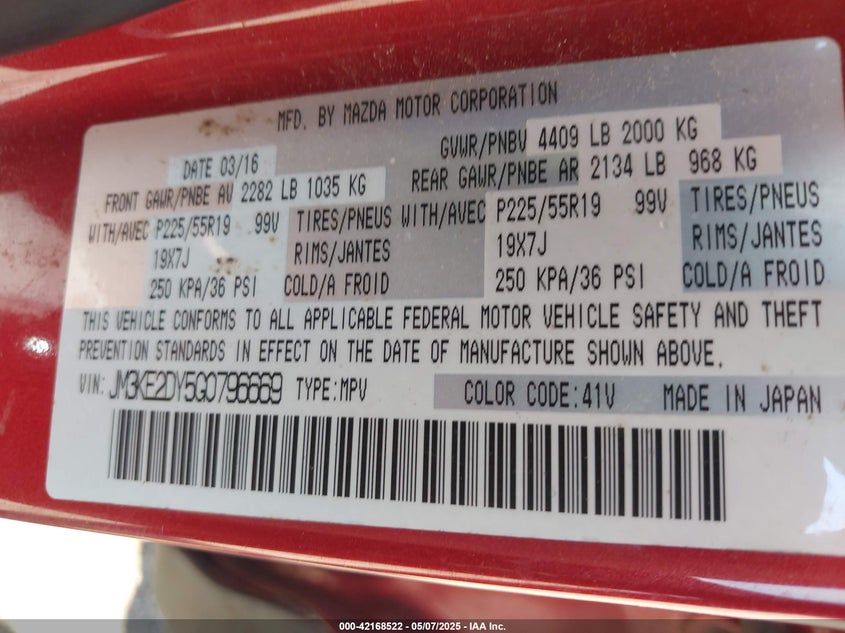 MFD. BY MAZDA MOTOR CORPORATION
DATE 03/16 GVWR/PNBV 4409 LB 2000 KG
FRONT GAWR/PNBE AV 2282 LB 1035 KG REAR GAWR/PNBE AR 2134 LB 968 KG
WITH/AVEC P225/55R19 99V TIRES/PNEUS WITH/AVEC P225/55R19 99V TIRES/PNEUS
19X7J RIMS/JANTES 19X7J RIMS/JANTES
250 KPA/36 PSI COLD/A FROID 250 KPA/36 PSI COLD/A FROID
THIS VEHICLE CONFORMS TO ALL APPLICABLE FEDERAL MOTOR VEHICLE SAFETY AND THEFT
PREVENTION STANDARDS IN EFFECT ON THE DATE OF MANUFACTURE SHOWN ABOVE.
VIN: JM3KE2DY5G0796669 TYPE:MPV COLOR CODE:41V MADE IN JAPAN
000-42168522 - 05/07/2025 - IAA Inc.